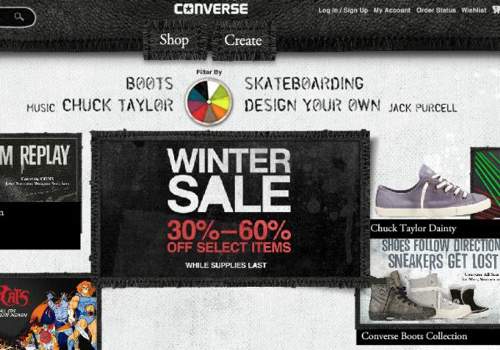 CONVERSE
Log in / Sign Up My Account Order Status Wishlist
Shop Create
Filter By
BOOTS SKATEBOARDING
MUSIC CHUCK TAYLOR DESIGN YOUR OWN JACK PURCELL
M REPLAY
WINTER
SALE
30%–60%
OFF SELECT ITEMS
WHILE SUPPLIES LAST
Chuck Taylor Dainty
SHOES FOLLOW DIRECTION
SNEAKERS GET LOST
Converse Boots Collection
CATS